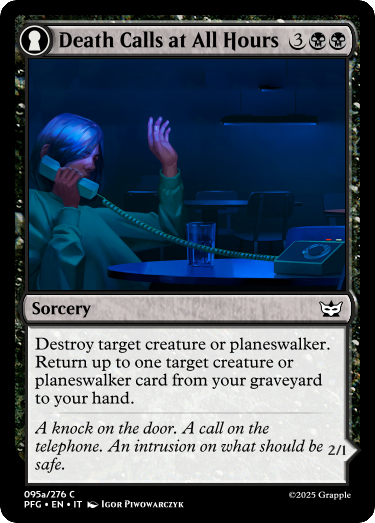 Death Calls at All Hours 3
Sorcery
Destroy target creature or planeswalker.
Return up to one target creature or
planeswalker card from your graveyard
to your hand.
A knock on the door. A call on the
telephone. An intrusion on what should be
safe.
2/1
095a/276 C
PFG • EN • IT Igor Piwowarczyk
©2025 Grapple